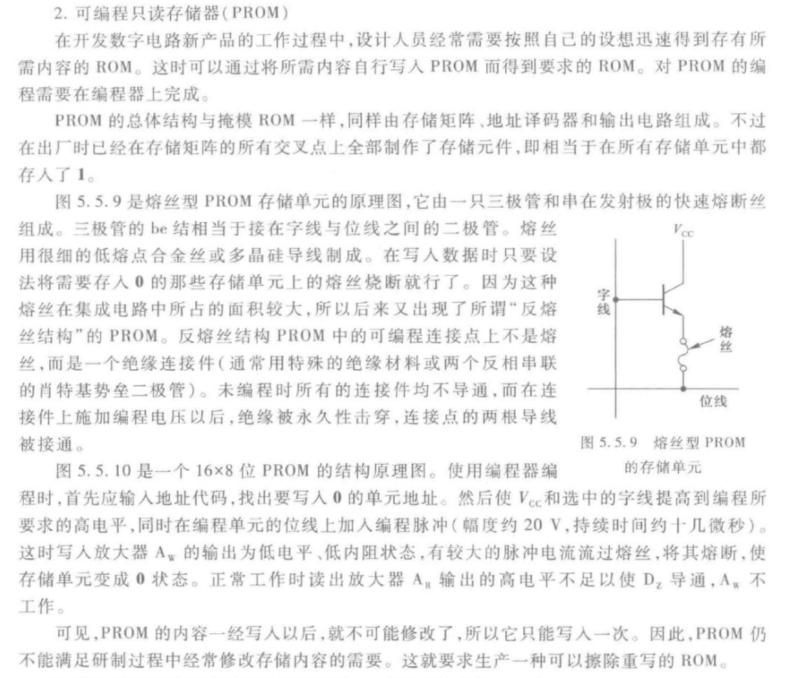 2. 可编程只读存储器(PROM)
在开发数字电路新产品的工作过程中,设计人员经常需要按照自己的设想迅速得到存有所
需内容的 ROM。这时可以通过将所需内容自行写入 PROM 而得到要求的 ROM。对 PROM 的编
程需要在编程器上完成。
PROM 的总体结构与掩模 ROM 一样,同样由存储矩阵、地址译码器和输出电路组成。不过
在出厂时已经在存储矩阵的所有交叉点上全部制作了存储元件,即相当于在所有存储单元中都
存入了 1。
图 5.5.9 是熔丝型 PROM 存储单元的原理图,它由一只三极管和串在发射极的快速熔断丝
组成。三极管的 be 结相当于接在字线与位线之间的二极管。熔丝
用很细的低熔点合金丝或多晶硅导线制成。在写入数据时只要设
法将需要存入 0 的那些存储单元上的熔丝烧断就行了。因为这种
熔丝在集成电路中所占的面积较大,所以后来又出现了所谓“反熔
丝结构”的 PROM。反熔丝结构 PROM 中的可编程连接点上不是熔
丝,而是一个绝缘连接件(通常用特殊的绝缘材料或两个反相串联
的肖特基势垒二极管)。未编程时所有的连接件均不导通,而在连
接件上施加编程电压以后,绝缘被永久性击穿,连接点的两根导线
被接通。
V_CC
字线
熔丝
位线
图 5.5.9 熔丝型 PROM
的存储单元
图 5.5.10 是一个 16×8 位 PROM 的结构原理图。使用编程器编
程时,首先应输入地址代码,找出要写入 0 的单元地址。然后使 V_CC和选中的字线提高到编程所
要求的高电平,同时在编程单元的位线上加入编程脉冲(幅度约 20 V,持续时间约十几微秒)。
这时写入放大器 A_W 的输出为低电平、低内阻状态,有较大的脉冲电流流过熔丝,将其熔断,使
存储单元变成 0 状态。正常工作时读出放大器 A_R 输出的高电平不足以使 D_Z 导通,A_W 不
工作。
可见,PROM 的内容一经写入以后,就不可能修改了,所以它只能写入一次。因此,PROM 仍
不能满足研制过程中经常修改存储内容的需要。这就要求生产一种可以擦除重写的 ROM。